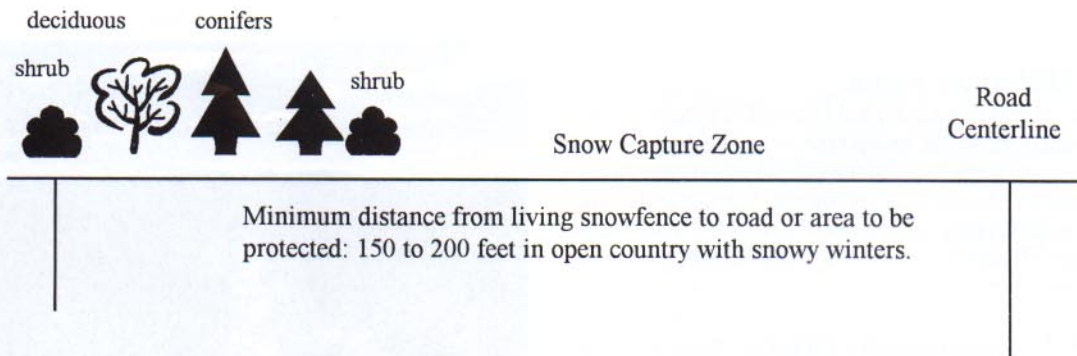 deciduous
conifers
shrub
shrub
Road
Centerline
Snow Capture Zone
Minimum distance from living snowfence to road or area to be
protected: 150 to 200 feet in open country with snowy winters.